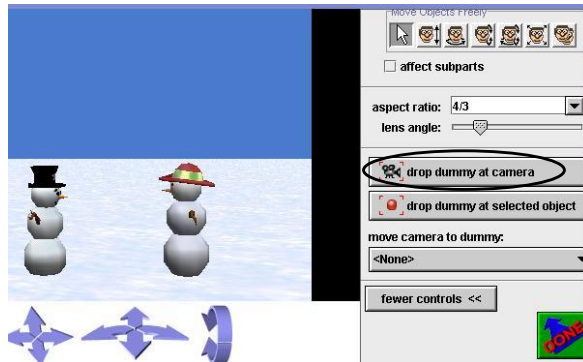 Move Objects Freely
affect subparts
aspect ratio: 4/3
lens angle:
drop dummy at camera
drop dummy at selected object
move camera to dummy:
<None>
fewer controls <<
DONE